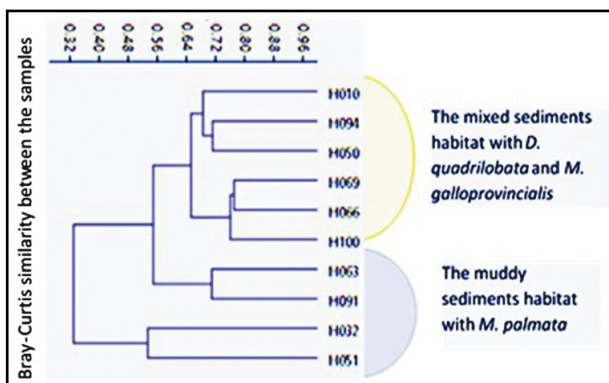 Bray-Curtis similarity between the samples
0.32
0.40
0.48
0.56
0.64
0.72
0.80
0.88
0.96
H010
H094
H050
H069
H066
H100
H063
H091
H032
H051
The mixed sediments
habitat with D.
quadrilobata and M.
galloprovincialis
The muddy
sediments habitat
with M. palmata